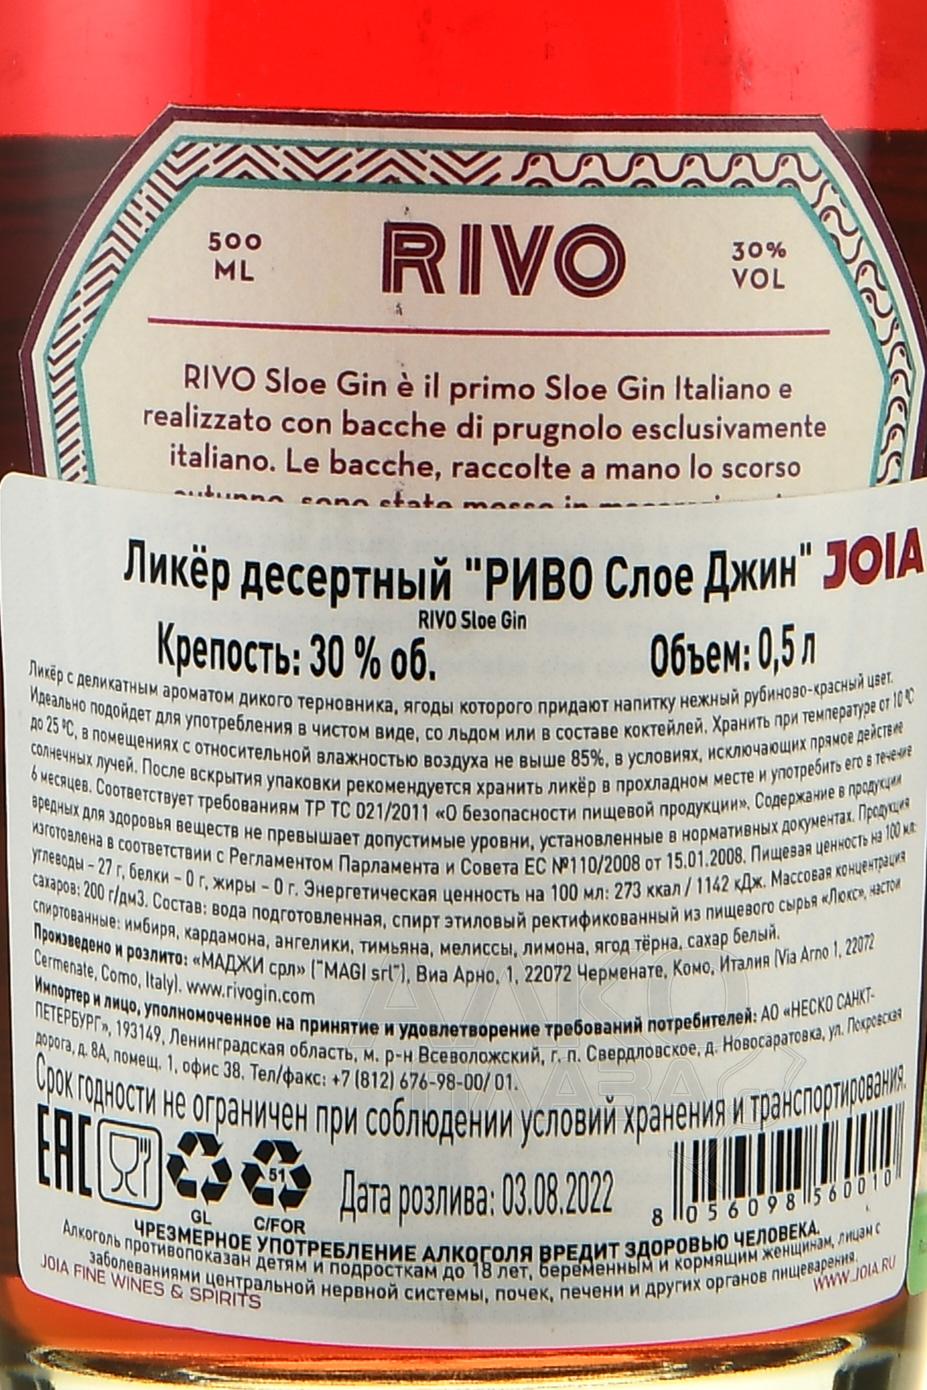 500 ML
RIVO
30% VOL
RIVO Sloe Gin è il primo Sloe Gin Italiano e
realizzato con bacche di prugnolo esclusivamente
italiano. Le bacche, raccolte a mano lo scorso
autunno, sono state messe in
Ликёр десертный "РИВО Слое Джин" JOIA
RIVO Sloe Gin
Крепость: 30 % об. Объем: 0,5 л
Ликёр с деликатным ароматом дикого терновника, ягоды которого придают напитку нежный рубиново-красный цвет.
Идеально подойдет для употребления в чистом виде, со льдом или в составе коктейлей. Хранить при температуре от 10 °C
до 25 °C, в помещениях с относительной влажностью воздуха не выше 85%, в условиях, исключающих прямое действие
солнечных лучей. После вскрытия упаковки рекомендуется хранить ликёр в прохладном месте и употребить его в течение
6 месяцев. Соответствует требованиям ТР ТС 021/2011 «О безопасности пищевой продукции». Содержание в продукции
вредных для здоровья веществ не превышает допустимые уровни, установленные в нормативных документах. Продукция
изготовлена в соответствии с Регламентом Парламента и Совета ЕС №110/2008 от 15.01.2008. Пищевая ценность на 100 мл:
углеводы – 27 г, белки – 0 г, жиры – 0 г. Энергетическая ценность на 100 мл: 273 ккал / 1142 кДж. Массовая концентрация
сахаров: 200 г/дм3. Состав: вода подготовленная, спирт этиловый ректификованный из пищевого сырья «Люкс», настои
спиртованные: имбиря, кардамона, ангелики, тимьяна, мелиссы, лимона, ягод тёрна, сахар белый.
Произведено и розлито: «МАДЖИ срл» ("MAGI srl"), Виа Арно, 1, 22072 Черменате, Комо, Италия (Via Arno 1, 22072
Cermenate, Como, Italy). www.rivogin.com
Импортер и лицо, уполномоченное на принятие и удовлетворение требований потребителей: АО «НЕСКО САНКТ-
ПЕТЕРБУРГ», 193149, Ленинградская область, м. р-н Всеволожский, г. п. Свердловское, д. Новосаратовка, ул. Покровская
дорога, д. 8А, помещ. 1, офис 38. Тел/факс: +7 (812) 676-98-00/ 01.
Срок годности не ограничен при соблюдении условий хранения и транспортирования.
EAC
GL
51
C/FOR
Дата розлива: 03.08.2022
8 056098 560010
ЧРЕЗМЕРНОЕ УПОТРЕБЛЕНИЕ АЛКОГОЛЯ ВРЕДИТ ЗДОРОВЬЮ ЧЕЛОВЕКА.
Алкоголь противопоказан детям и подросткам до 18 лет, беременным и кормящим женщинам, лицам с
заболеваниями центральной нервной системы, почек, печени и других органов пищеварения.
JOIA FINE WINES & SPIRITS
WWW.JOIA.RU
АЛКО
ПЛАЗА